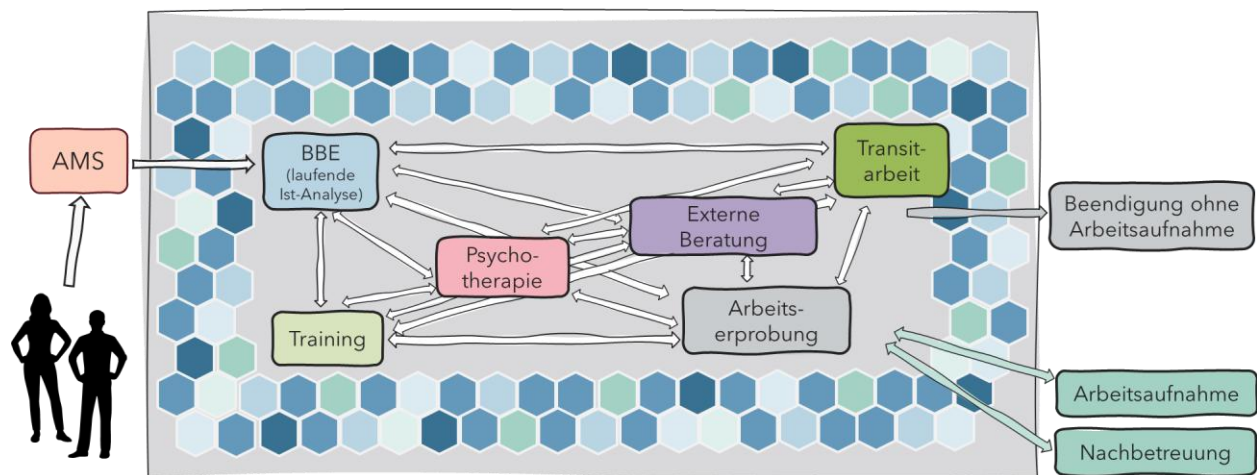 AMS
BBE
(laufende
Ist-Analyse)
Transit-
arbeit
Externe
Beratung
Psycho-
therapie
Training
Arbeits-
erprobung
Beendigung ohne
Arbeitsaufnahme
Arbeitsaufnahme
Nachbetreuung